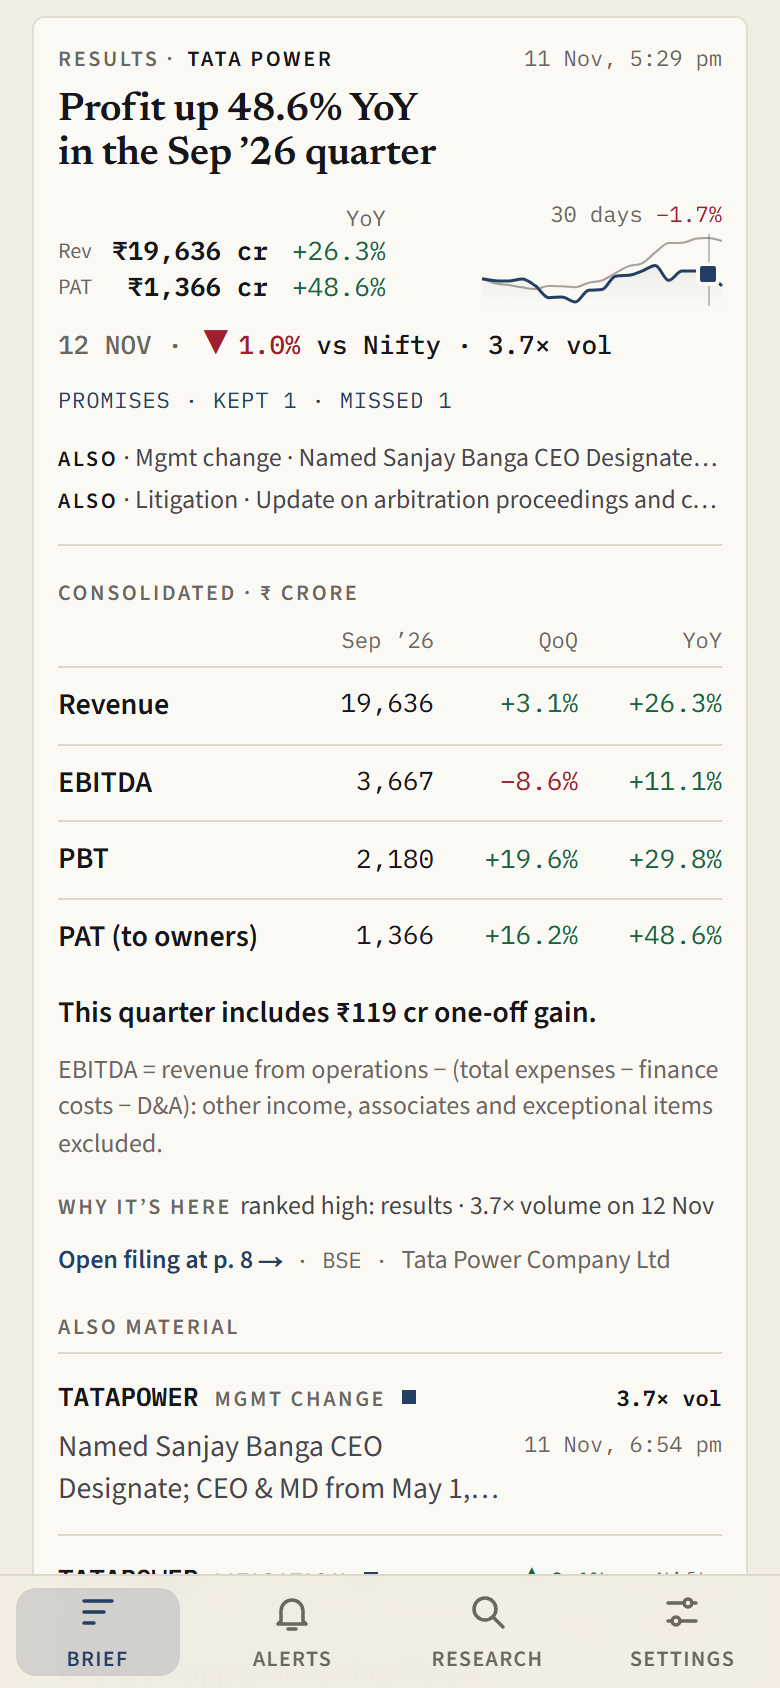 RESULTS · TATA POWER 11 Nov, 5:29 pm
Profit up 48.6% YoY
in the Sep ’26 quarter
YoY 30 days −1.7%
Rev ₹19,636 cr +26.3%
PAT ₹1,366 cr +48.6%
12 NOV · ▼ 1.0% vs Nifty · 3.7× vol
PROMISES · KEPT 1 · MISSED 1
ALSO · Mgmt change · Named Sanjay Banga CEO Designate…
ALSO · Litigation · Update on arbitration proceedings and c…
CONSOLIDATED · ₹ CRORE
Sep ’26 QoQ YoY
Revenue 19,636 +3.1% +26.3%
EBITDA 3,667 −8.6% +11.1%
PBT 2,180 +19.6% +29.8%
PAT (to owners) 1,366 +16.2% +48.6%
This quarter includes ₹119 cr one-off gain.
EBITDA = revenue from operations − (total expenses − finance
costs − D&A): other income, associates and exceptional items
excluded.
WHY IT’S HERE ranked high: results · 3.7× volume on 12 Nov
Open filing at p. 8 → · BSE · Tata Power Company Ltd
ALSO MATERIAL
TATAPOWER MGMT CHANGE 3.7× vol
Named Sanjay Banga CEO 11 Nov, 6:54 pm
Designate; CEO & MD from May 1,…
TATAPOWER
BRIEF ALERTS RESEARCH SETTINGS